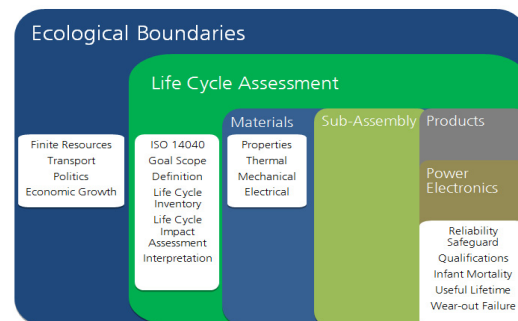 Ecological Boundaries
Life Cycle Assessment
Materials
Sub-Assembly
Products
Finite Resources
Transport
Politics
Economic Growth
ISO 14040
Goal Scope
Definition
Life Cycle
Inventory
Life Cycle
Impact
Assessment
Interpretation
Properties
Thermal
Mechanical
Electrical
Power
Electronics
Reliability
Safeguard
Qualifications
Infant Mortality
Useful Lifetime
Wear-out Failure